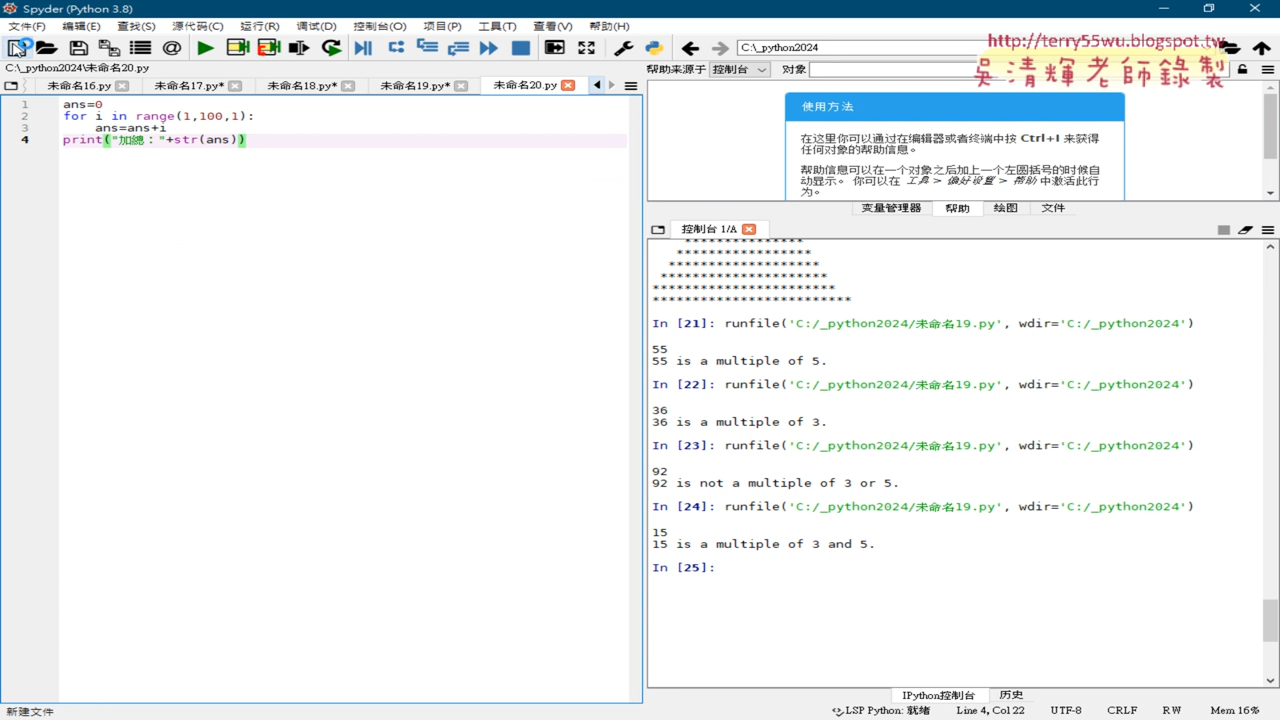 Spyder (Python 3.8)
文件(F) 编辑(E) 查找(S) 源代码(C) 运行(R) 调试(D) 控制台(O) 项目(P) 工具(T) 查看(V) 帮助(H)
C:\_python2024
http://terry55wu.blogspot.tw
吳清輝老師錄製
C:\_python2024\未命名20.py
帮助来源于 控制台 对象
未命名16.py 未命名17.py* 未命名18.py* 未命名19.py* 未命名20.py
1 ans=0
2 for i in range(1,100,1):
3 ans=ans+i
4 print("加總："+str(ans))
使用方法
在这里你可以通过在编辑器或者终端中按 Ctrl+I 来获得
任何对象的帮助信息。
帮助信息可以在一个对象之后加上一个左圆括号的时候自
动显示。 你可以在 工具 > 偏好设置 > 帮助 中激活此行
为。
变量管理器 帮助 绘图 文件
控制台 1/A
***************
*****************
*******************
*********************
***********************
*************************
In [21]: runfile('C:/_python2024/未命名19.py', wdir='C:/_python2024')
55
55 is a multiple of 5.
In [22]: runfile('C:/_python2024/未命名19.py', wdir='C:/_python2024')
36
36 is a multiple of 3.
In [23]: runfile('C:/_python2024/未命名19.py', wdir='C:/_python2024')
92
92 is not a multiple of 3 or 5.
In [24]: runfile('C:/_python2024/未命名19.py', wdir='C:/_python2024')
15
15 is a multiple of 3 and 5.
In [25]:
IPython控制台 历史
新建文件 LSP Python: 就绪 Line 4, Col 22 UTF-8 CRLF RW Mem 16%